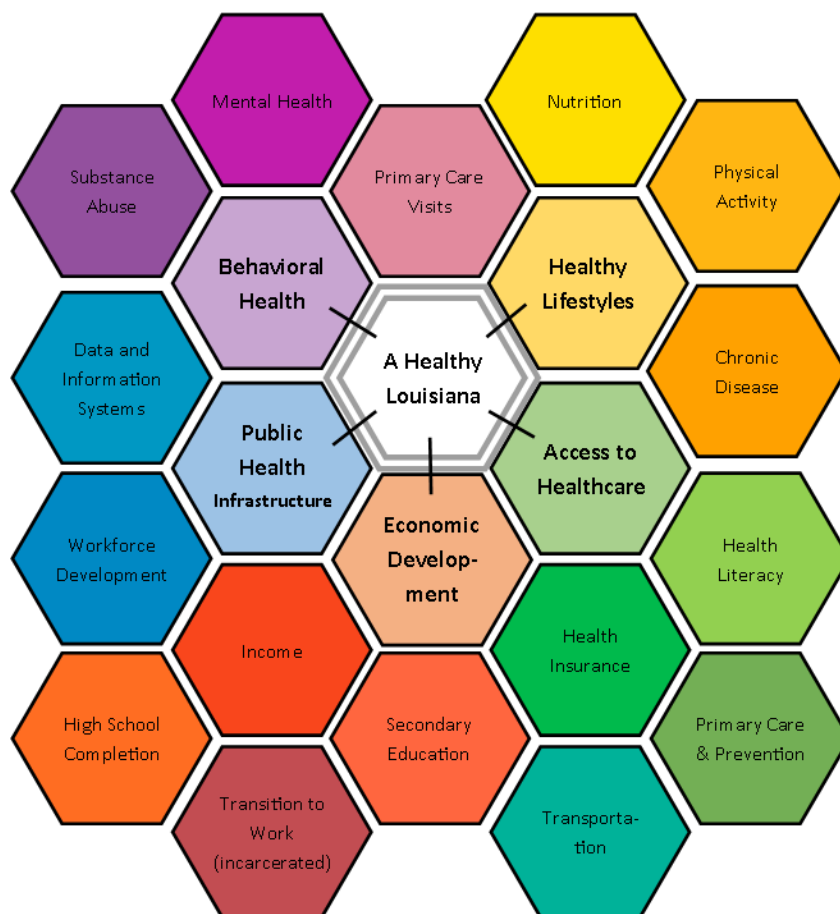 Mental Health
Nutrition
Substance
Abuse
Primary Care
Visits
Physical
Activity
Behavioral
Health
Healthy
Lifestyles
Data and
Information
Systems
A Healthy
Louisiana
Chronic
Disease
Public
Health
Infrastructure
Access to
Healthcare
Economic
Develop-
ment
Workforce
Development
Health
Literacy
Income
Health
Insurance
High School
Completion
Secondary
Education
Primary Care
& Prevention
Transition to
Work
(incarcerated)
Transporta-
tion